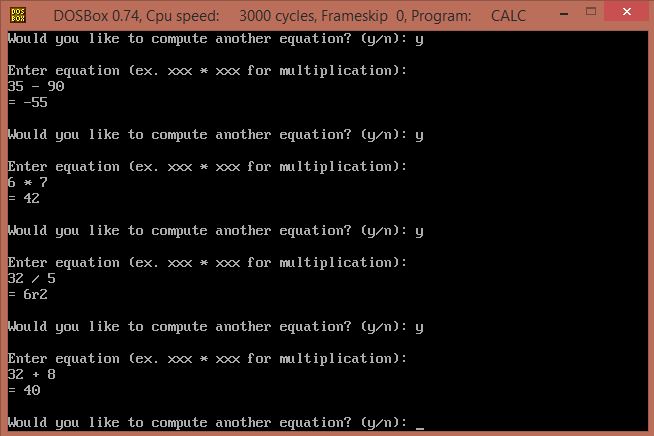 DOS
BOX
DOSBox 0.74, Cpu speed: 3000 cycles, Frameskip 0, Program: CALC
Would you like to compute another equation? (y/n): y
Enter equation (ex. xxx * xxx for multiplication):
35 - 90
= -55
Would you like to compute another equation? (y/n): y
Enter equation (ex. xxx * xxx for multiplication):
6 * 7
= 42
Would you like to compute another equation? (y/n): y
Enter equation (ex. xxx * xxx for multiplication):
32 / 5
= 6r2
Would you like to compute another equation? (y/n): y
Enter equation (ex. xxx * xxx for multiplication):
32 + 8
= 40
Would you like to compute another equation? (y/n): _